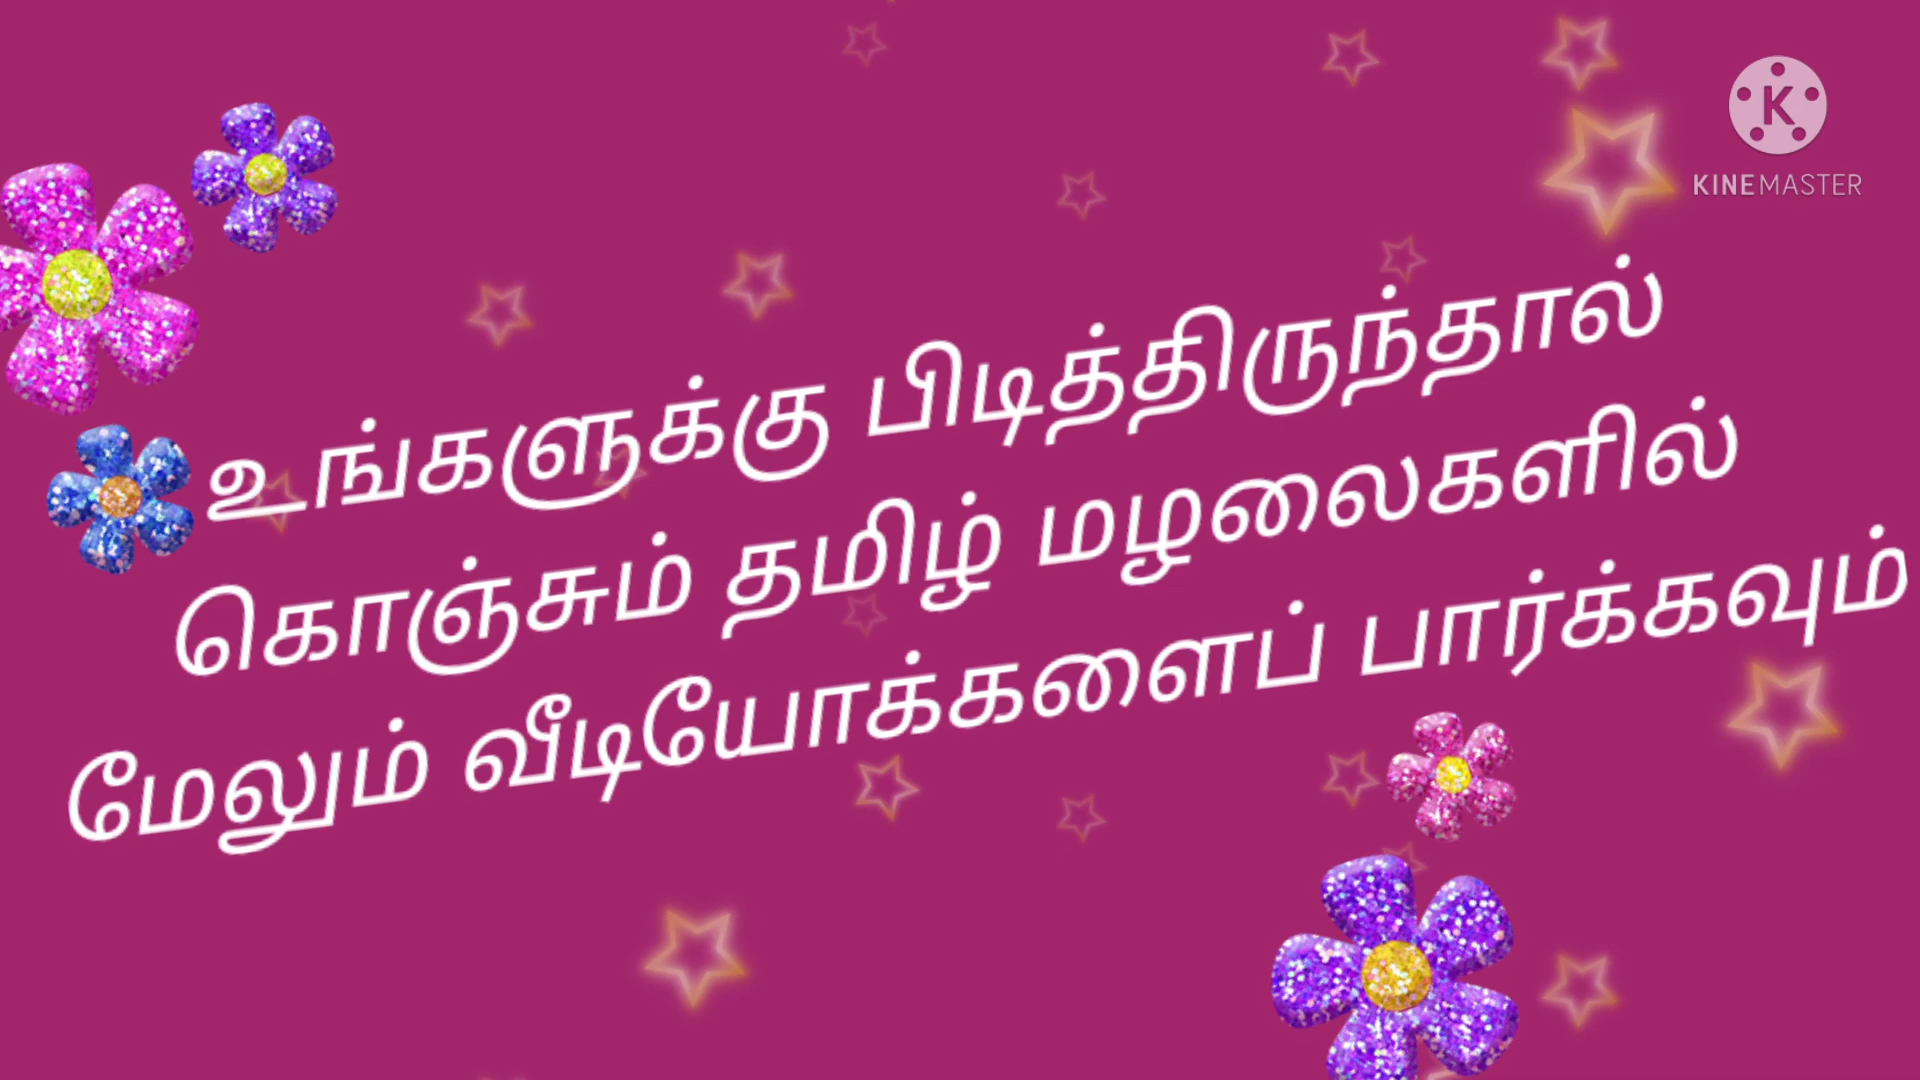 KINEMASTER
உங்களுக்கு பிடித்திருந்தால்
கொஞ்சும் தமிழ் மழலைகளில்
மேலும் வீடியோக்களைப் பார்க்கவும்